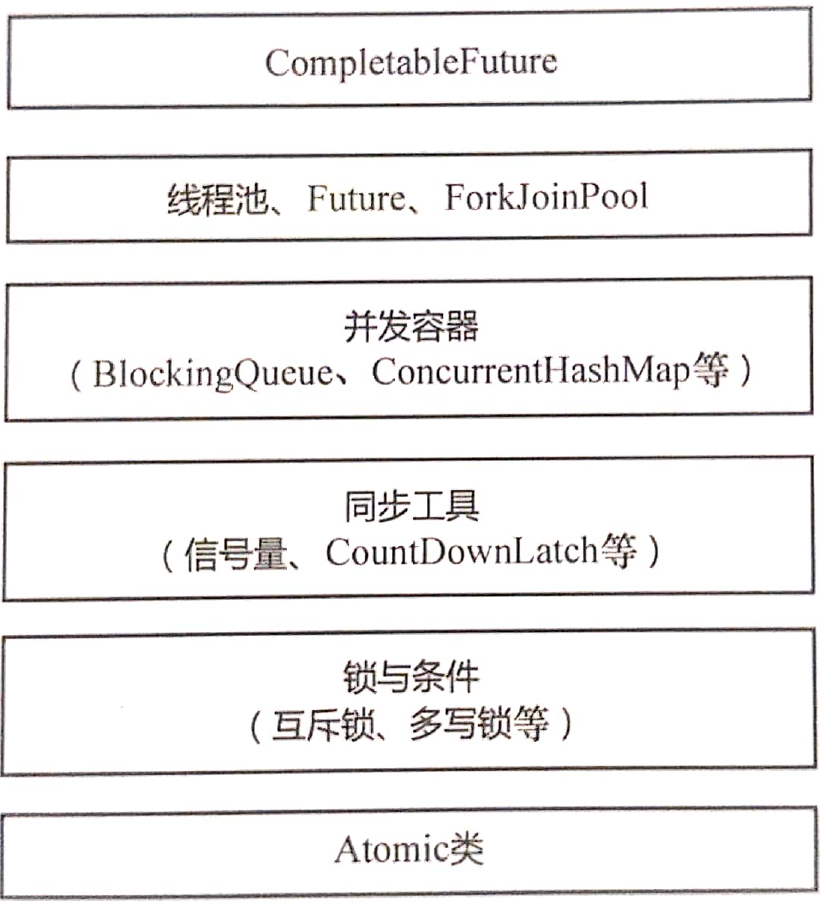 CompletableFuture
线程池、Future、ForkJoinPool
并发容器
（BlockingQueue、ConcurrentHashMap等）
同步工具
（信号量、CountDownLatch等）
锁与条件
（互斥锁、多写锁等）
Atomic类